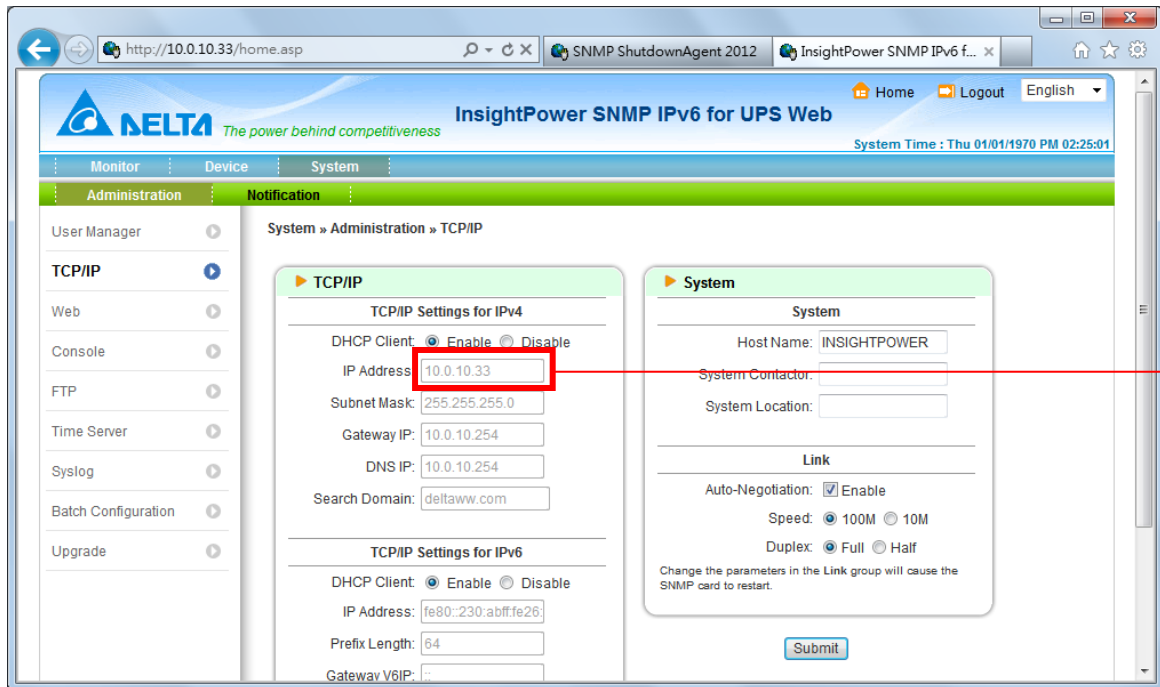 http://10.0.10.33/home.asp
SNMP ShutdownAgent 2012
InsightPower SNMP IPv6 f...
Home
Logout
English
DELTA The power behind competitiveness
InsightPower SNMP IPv6 for UPS Web
System Time : Thu 01/01/1970 PM 02:25:01
Monitor Device System
Administration Notification
User Manager
TCP/IP
Web
Console
FTP
Time Server
Syslog
Batch Configuration
Upgrade
System » Administration » TCP/IP
TCP/IP
TCP/IP Settings for IPv4
DHCP Client: Enable Disable
IP Address: 10.0.10.33
Subnet Mask: 255.255.255.0
Gateway IP: 10.0.10.254
DNS IP: 10.0.10.254
Search Domain: deltaww.com
TCP/IP Settings for IPv6
DHCP Client: Enable Disable
IP Address: fe80::230:abff:fe26:
Prefix Length: 64
Gateway V6IP: ::
System
System
Host Name: INSIGHTPOWER
System Contactor:
System Location:
Link
Auto-Negotiation: Enable
Speed: 100M 10M
Duplex: Full Half
Change the parameters in the Link group will cause the
SNMP card to restart.
Submit